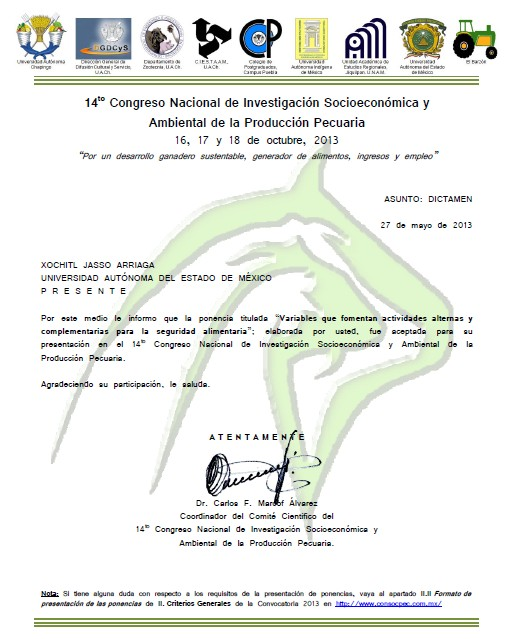 Universidad Autónoma
Chapingo
Dirección General de
Difusión Cultural y Servicio,
U.A.Ch.
Departamento de
Zootecnia, U.A.Ch.
C.I.E.S.T.A.A.M.,
U.A.Ch.
Colegio de
Postgraduados,
Campus Puebla
Universidad
Autónoma Indígena
de México
Unidad Académica de
Estudios Regionales,
Jiquilpan, U.N.A.M.
Universidad
Autónoma del Estado
de México
El Barzón
14to Congreso Nacional de Investigación Socioeconómica y
Ambiental de la Producción Pecuaria
16, 17 y 18 de octubre, 2013
“Por un desarrollo ganadero sustentable, generador de alimentos, ingresos y empleo”
ASUNTO: DICTAMEN
27 de mayo de 2013
XOCHITL JASSO ARRIAGA
UNIVERSIDAD AUTÓNOMA DEL ESTADO DE MÉXICO
P R E S E N T E
Por este medio le informo que la ponencia titulada “Variables que fomentan actividades alternas y
complementarias para la seguridad alimentaria”; elaborada por usted, fue aceptada para su
presentación en el 14to Congreso Nacional de Investigación Socioeconómica y Ambiental de la
Producción Pecuaria.
Agradeciendo su participación, le saluda.
A T E N T A M E N T E
Dr. Carlos F. Marcof Álvarez
Coordinador del Comité Científico del
14to Congreso Nacional de Investigación Socioeconómica y
Ambiental de la Producción Pecuaria.
Nota: Si tiene alguna duda con respecto a los requisitos de la presentación de ponencias, vaya al apartado II.II Formato de
presentación de las ponencias de II. Criterios Generales de la Convocatoria 2013 en http://www.consocpec.com.mx/